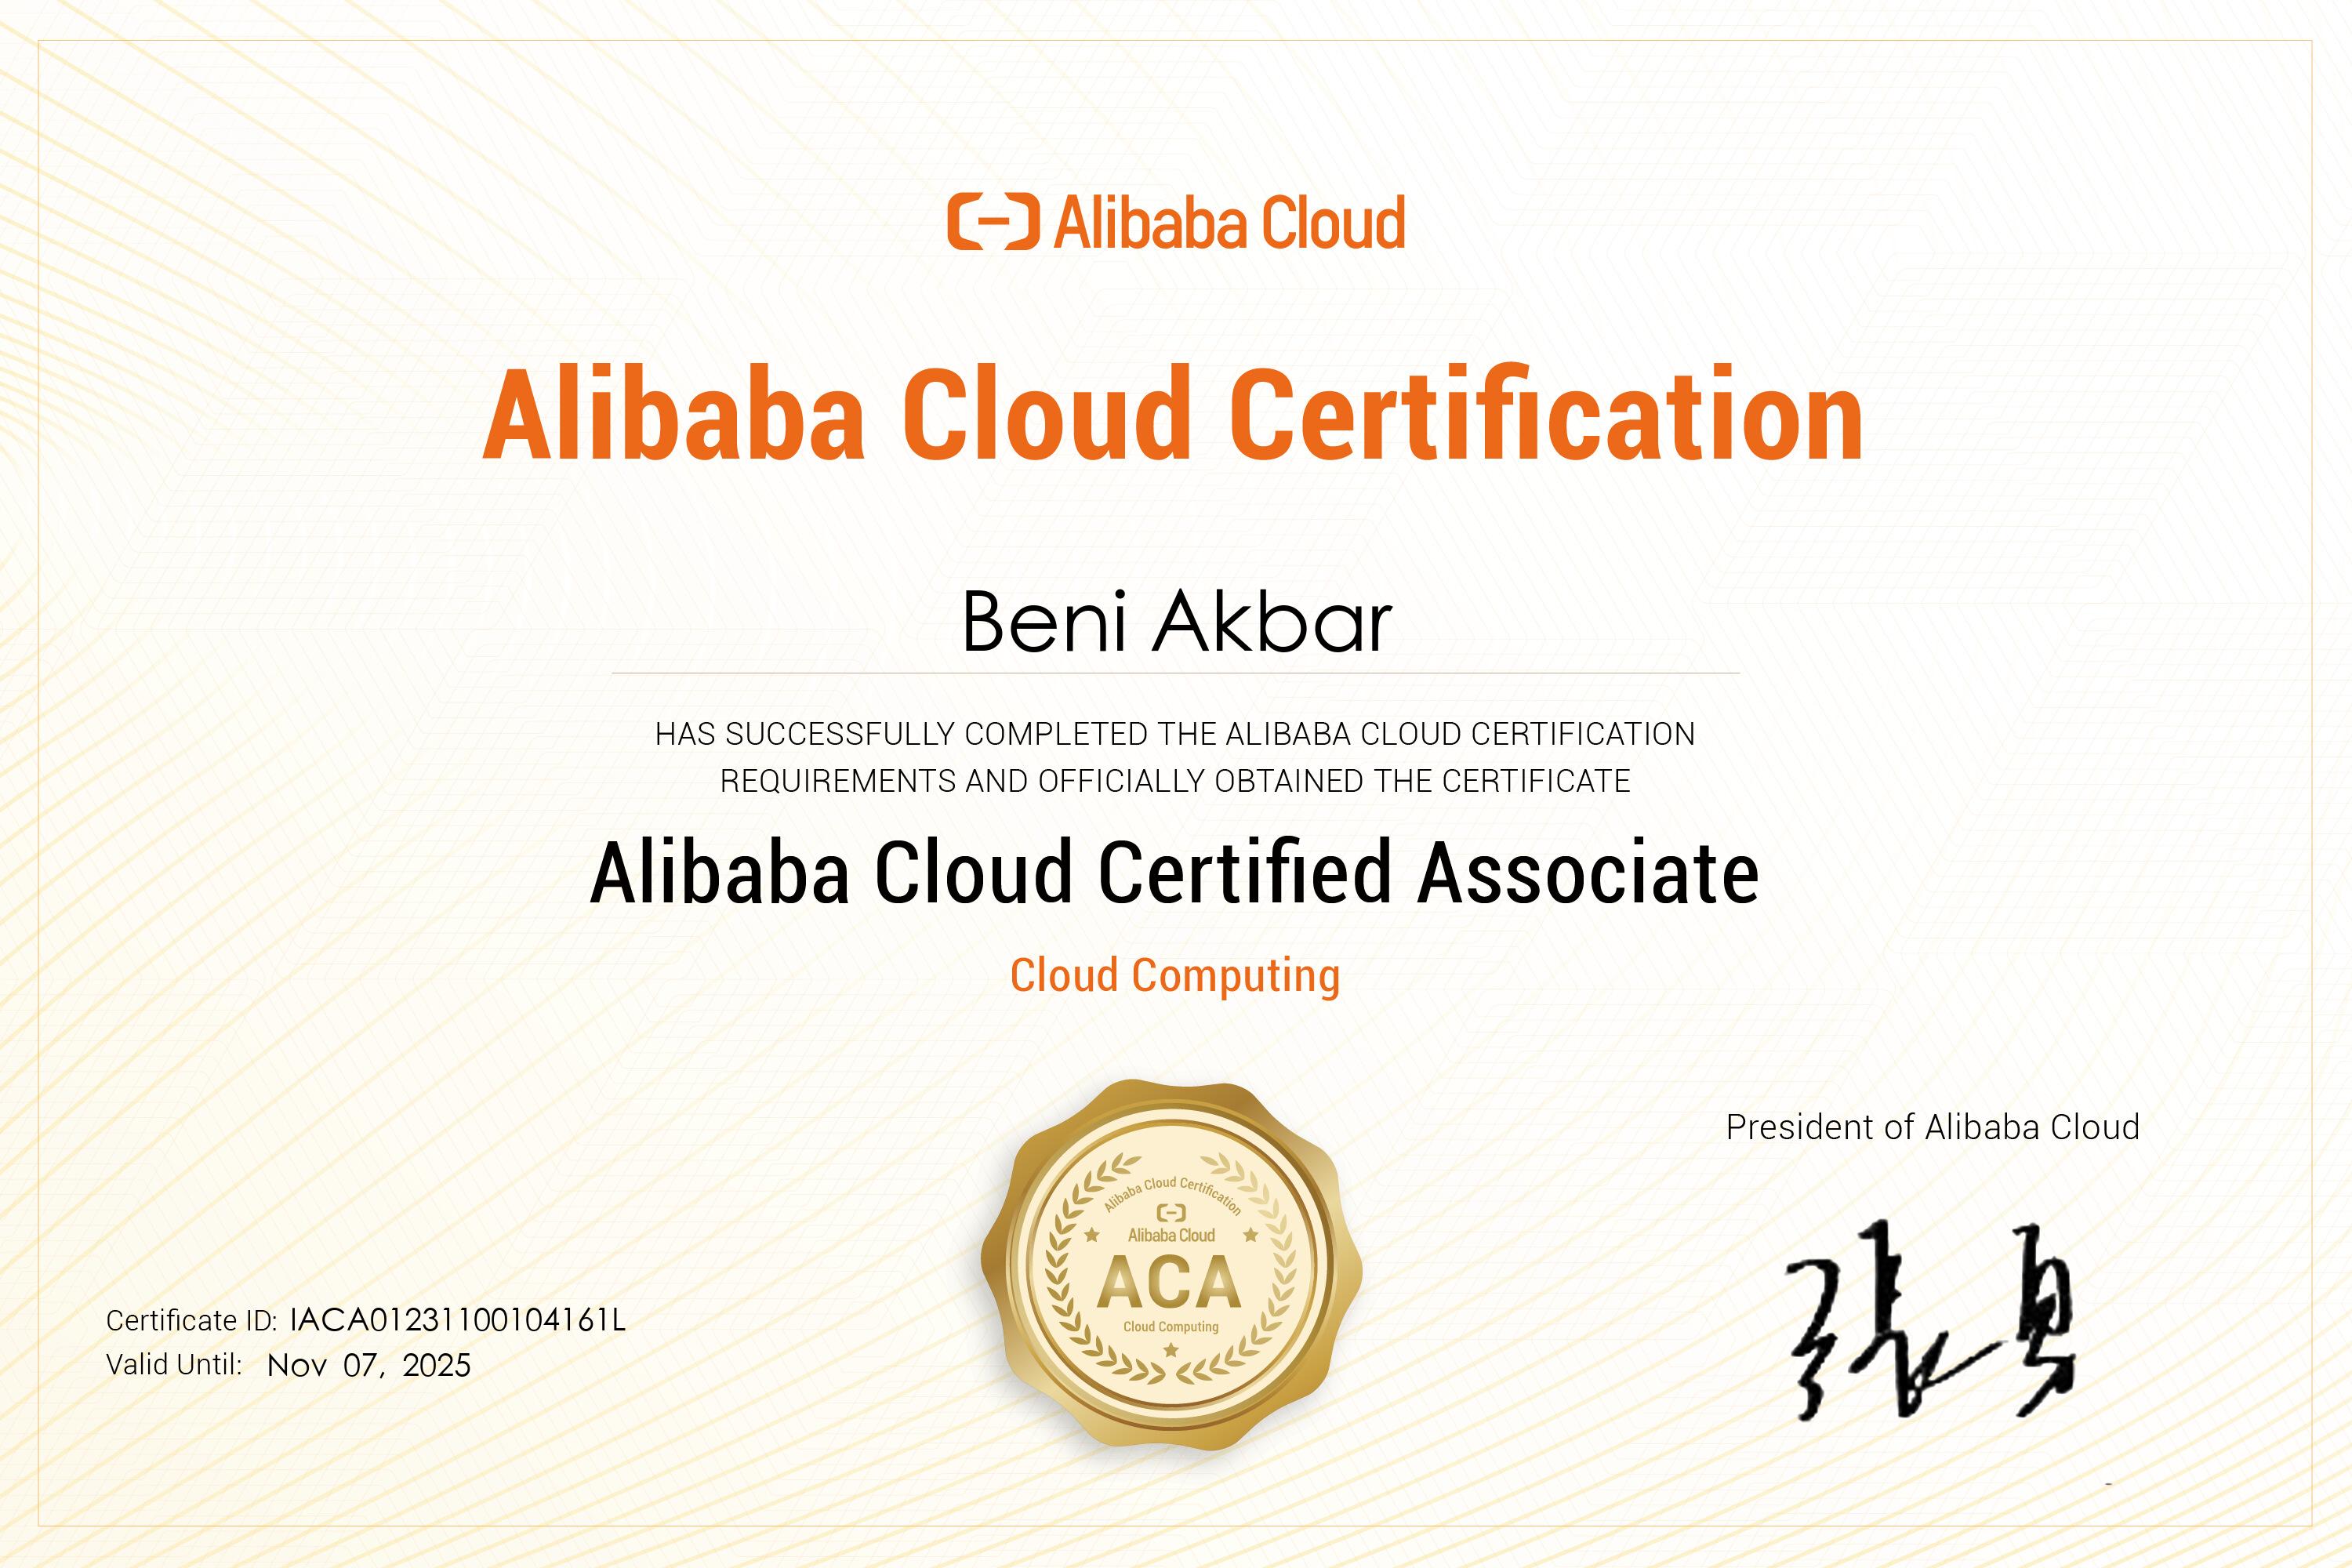 Alibaba Cloud
Alibaba Cloud Certification
Beni Akbar
HAS SUCCESSFULLY COMPLETED THE ALIBABA CLOUD CERTIFICATION
REQUIREMENTS AND OFFICIALLY OBTAINED THE CERTIFICATE
Alibaba Cloud Certified Associate
Cloud Computing
Alibaba Cloud Certification
Alibaba Cloud
ACA
Cloud Computing
President of Alibaba Cloud
Certificate ID: IACA01231100104161L
Valid Until: Nov 07, 2025